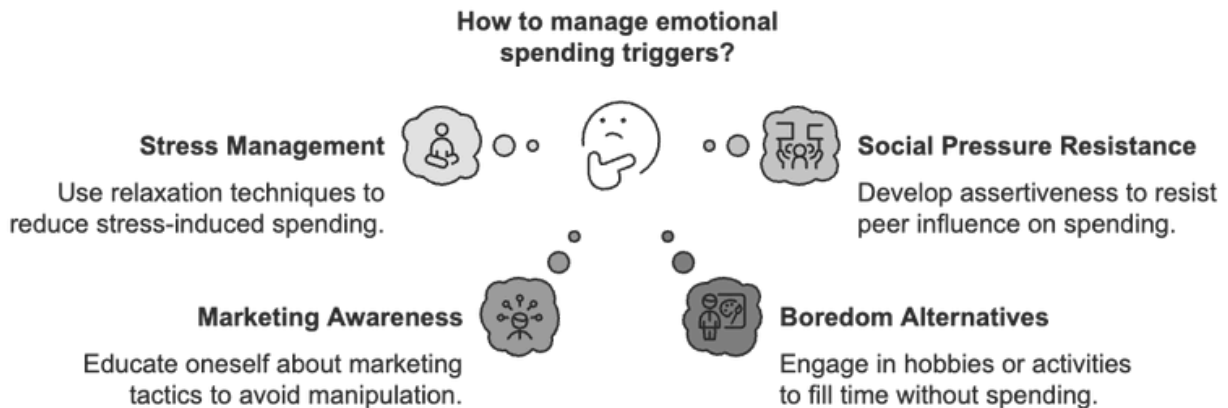 How to manage emotional
spending triggers?
Stress Management
Use relaxation techniques to
reduce stress-induced spending.
Social Pressure Resistance
Develop assertiveness to resist
peer influence on spending.
Marketing Awareness
Educate oneself about marketing
tactics to avoid manipulation.
Boredom Alternatives
Engage in hobbies or activities
to fill time without spending.